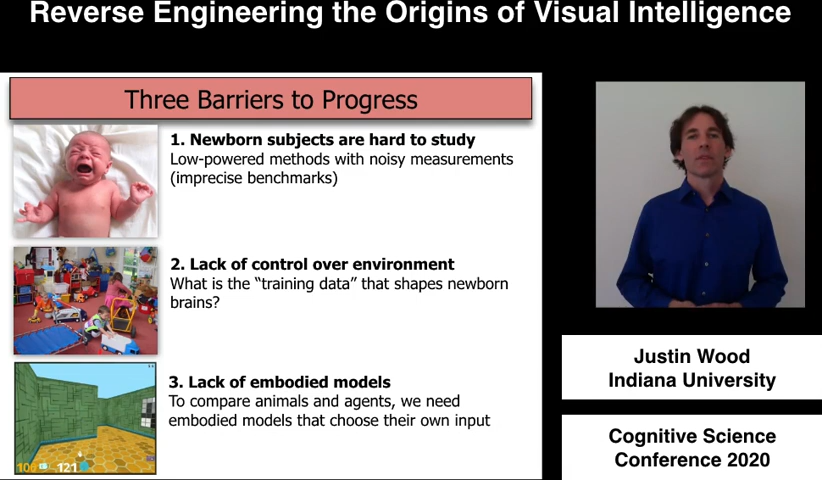 Reverse Engineering the Origins of Visual Intelligence
Three Barriers to Progress
1. Newborn subjects are hard to study
Low-powered methods with noisy measurements
(imprecise benchmarks)
2. Lack of control over environment
What is the “training data” that shapes newborn
brains?
3. Lack of embodied models
To compare animals and agents, we need
embodied models that choose their own input
121
Justin Wood
Indiana University
Cognitive Science
Conference 2020